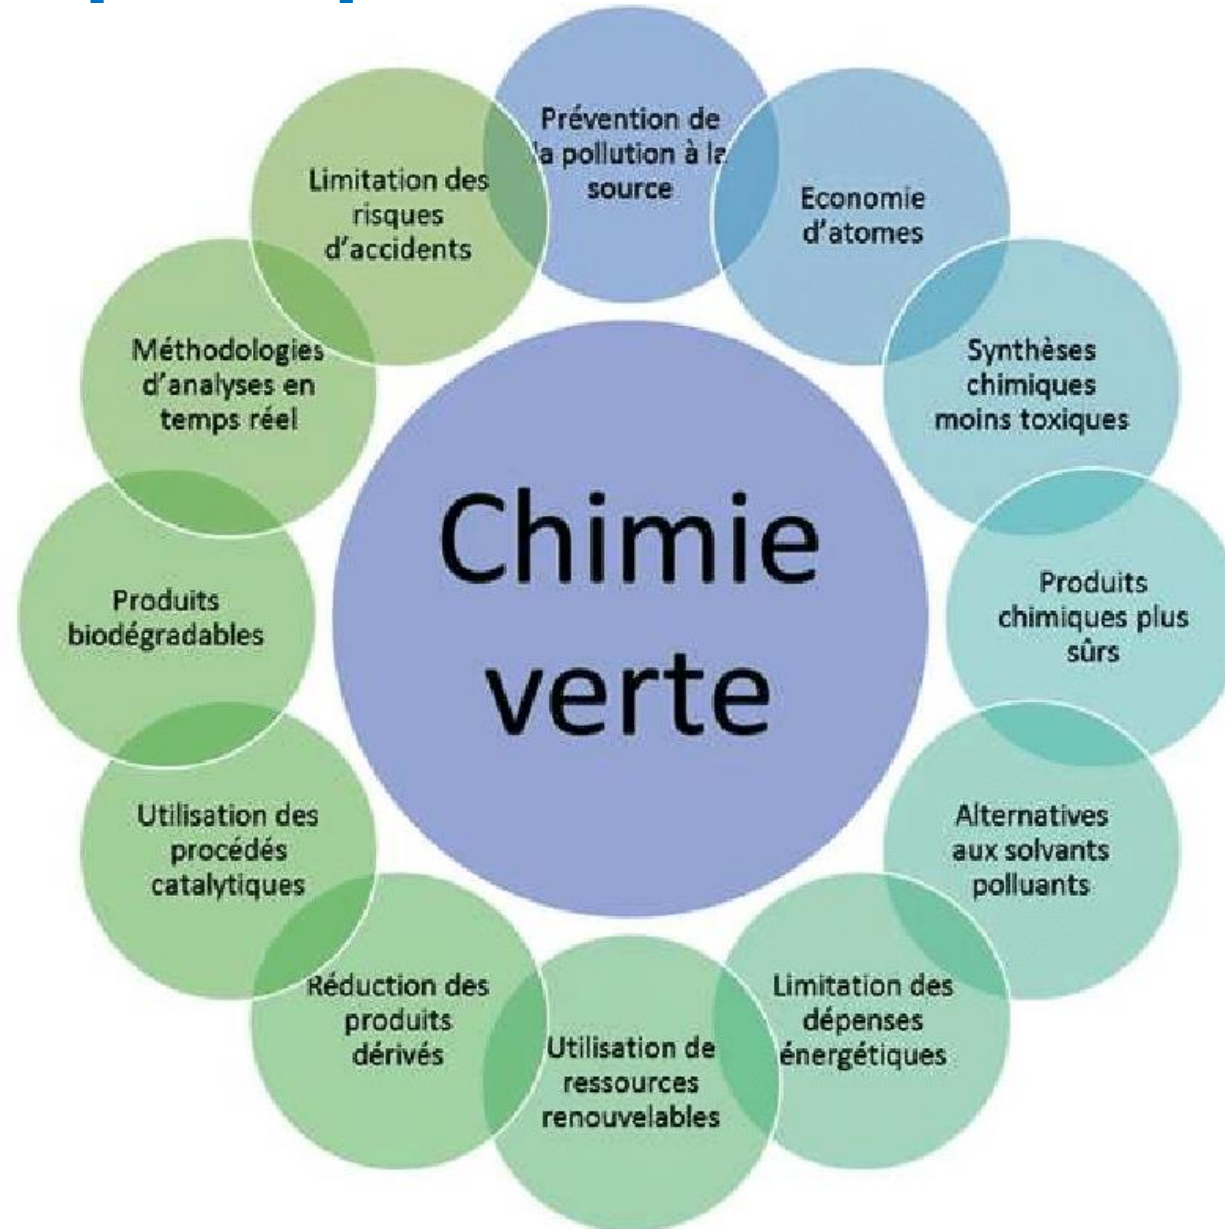 Prévention de
la pollution à la
source
Economie
d'atomes
Synthèses
chimiques
moins toxiques
Produits
chimiques plus
sûrs
Alternatives
aux solvants
polluants
Limitation des
dépenses
énergétiques
Utilisation de
ressources
renouvelables
Réduction des
produits
dérivés
Utilisation des
procédés
catalytiques
Produits
biodégradables
Méthodologies
d'analyses en
temps réel
Limitation des
risques
d'accidents
Chimie
verte